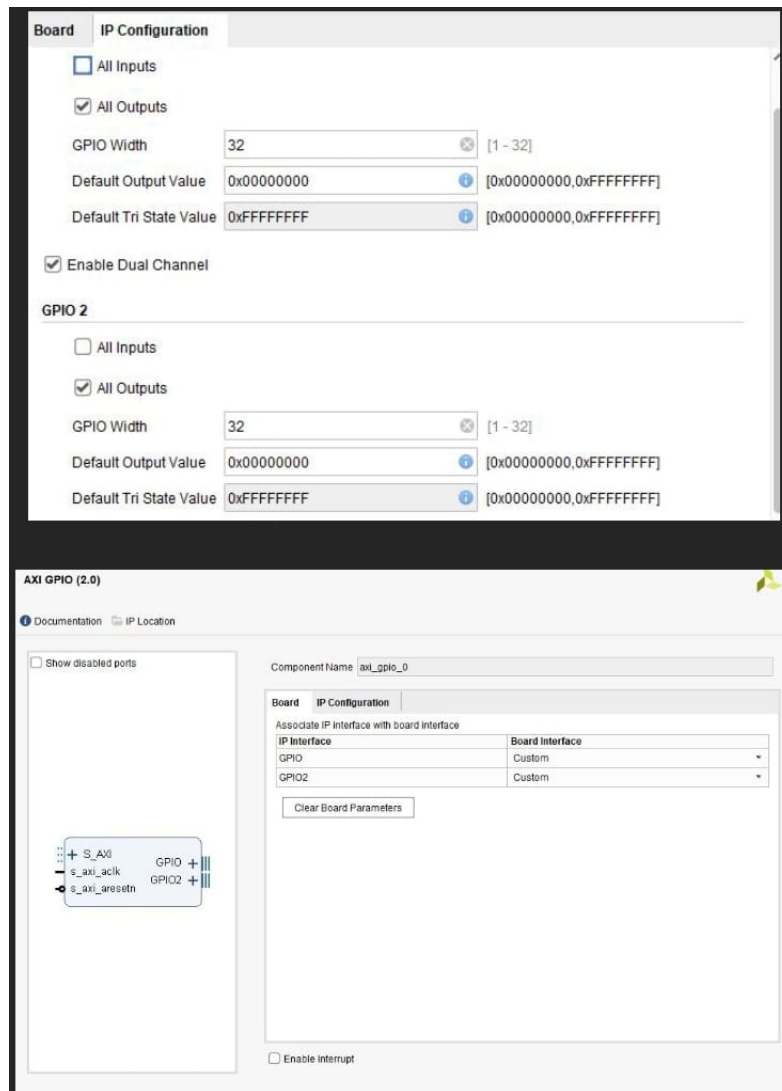 Board IP Configuration
All Inputs
All Outputs
GPIO Width 32 [1 - 32]
Default Output Value 0x00000000 [0x00000000,0xFFFFFFFF]
Default Tri State Value 0xFFFFFFFF [0x00000000,0xFFFFFFFF]
Enable Dual Channel
GPIO 2
All Inputs
All Outputs
GPIO Width 32 [1 - 32]
Default Output Value 0x00000000 [0x00000000,0xFFFFFFFF]
Default Tri State Value 0xFFFFFFFF [0x00000000,0xFFFFFFFF]
AXI GPIO (2.0)
Documentation IP Location
Show disabled ports
S_AXI
s_axi_aclk
s_axi_aresetn
GPIO
GPIO2
Component Name axi_gpio_0
Board IP Configuration
Associate IP interface with board interface
IP Interface Board Interface
GPIO Custom
GPIO2 Custom
Clear Board Parameters
Enable Interrupt